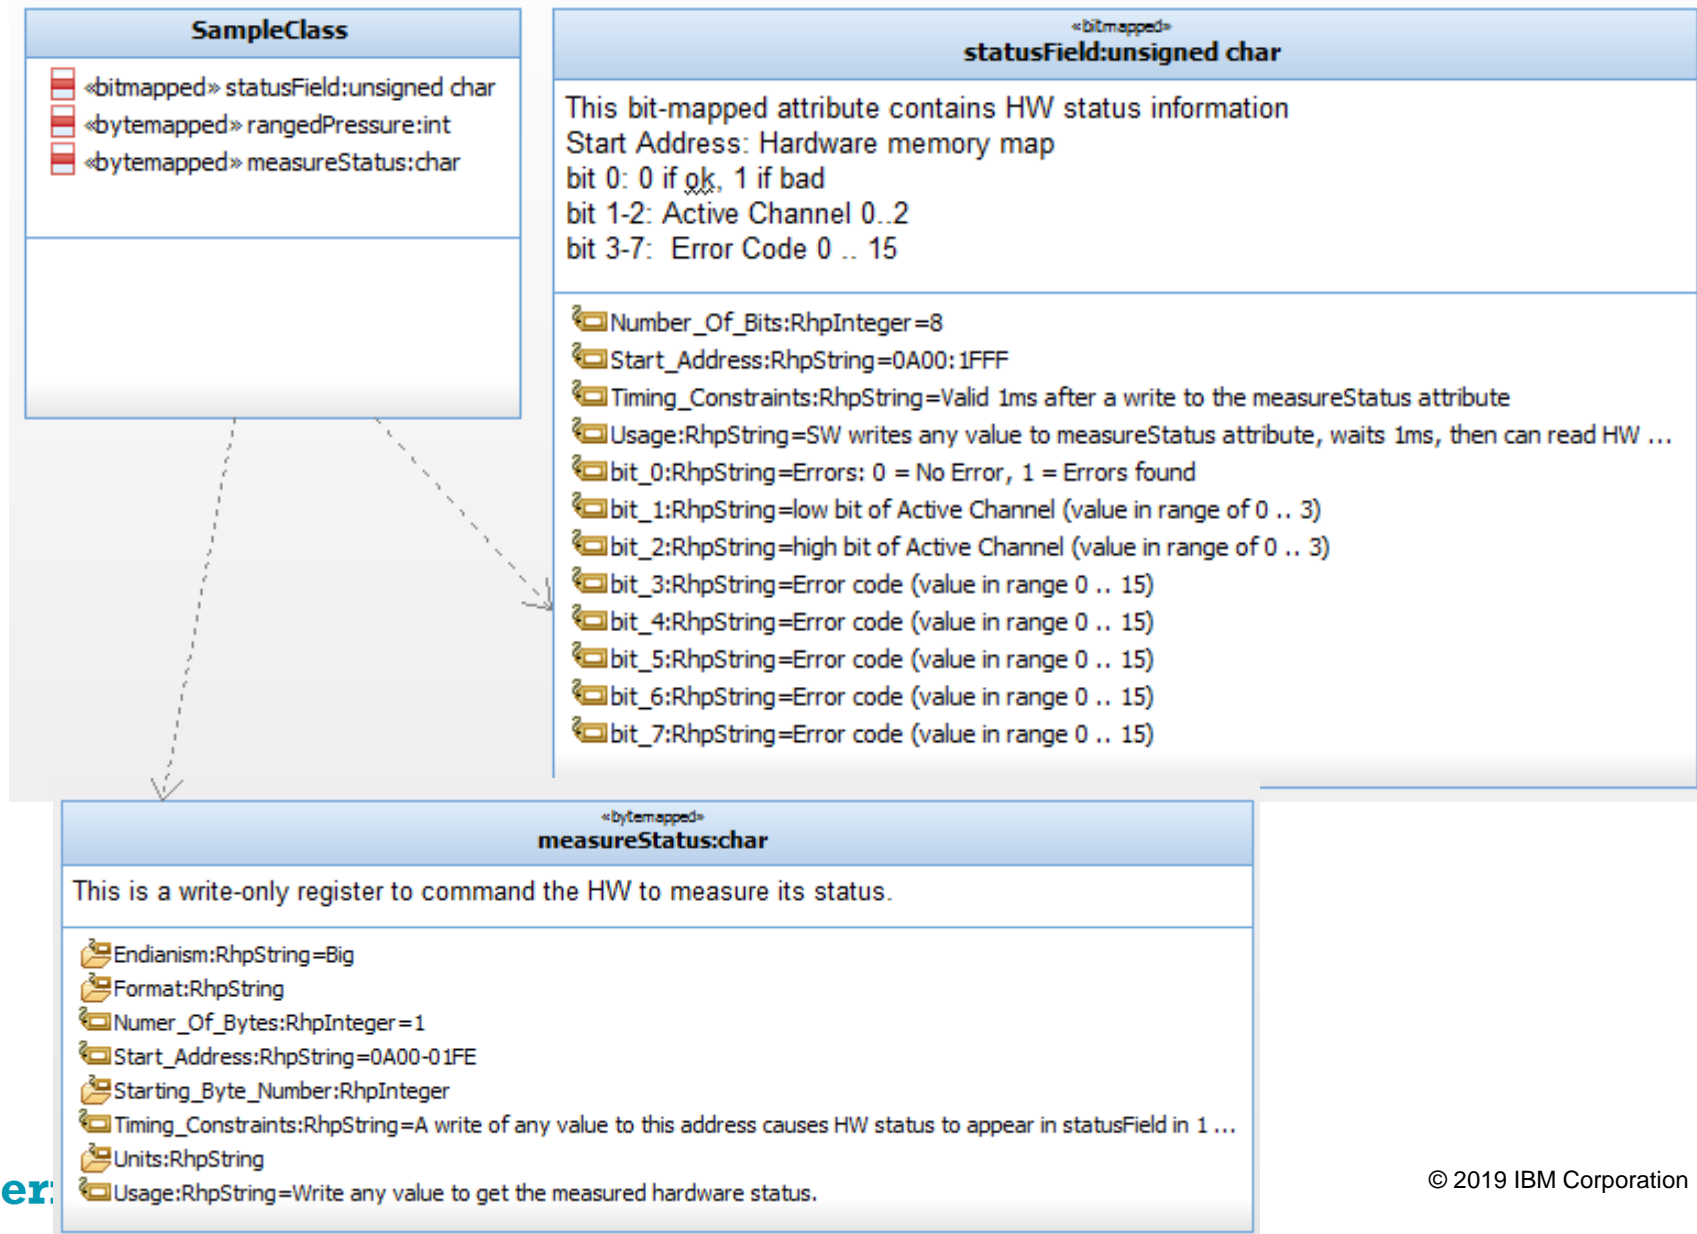 SampleClass
«bitmapped» statusField:unsigned char
«bytemapped» rangedPressure:int
«bytemapped» measureStatus:char
«bitmapped»
statusField:unsigned char
This bit-mapped attribute contains HW status information
Start Address: Hardware memory map
bit 0: 0 if ok, 1 if bad
bit 1-2: Active Channel 0..2
bit 3-7:  Error Code 0 .. 15
Number_Of_Bits:RhpInteger=8
Start_Address:RhpString=0A00:1FFF
Timing_Constraints:RhpString=Valid 1ms after a write to the measureStatus attribute
Usage:RhpString=SW writes any value to measureStatus attribute, waits 1ms, then can read HW ...
bit_0:RhpString=Errors: 0 = No Error, 1 = Errors found
bit_1:RhpString=low bit of Active Channel (value in range of 0 .. 3)
bit_2:RhpString=high bit of Active Channel (value in range of 0 .. 3)
bit_3:RhpString=Error code (value in range 0 .. 15)
bit_4:RhpString=Error code (value in range 0 .. 15)
bit_5:RhpString=Error code (value in range 0 .. 15)
bit_6:RhpString=Error code (value in range 0 .. 15)
bit_7:RhpString=Error code (value in range 0 .. 15)
«bytemapped»
measureStatus:char
This is a write-only register to command the HW to measure its status.
Endianism:RhpString=Big
Format:RhpString
Numer_Of_Bytes:RhpInteger=1
Start_Address:RhpString=0A00-01FE
Starting_Byte_Number:RhpInteger
Timing_Constraints:RhpString=A write of any value to this address causes HW status to appear in statusField in 1 ...
Units:RhpString
Usage:RhpString=Write any value to get the measured hardware status.
© 2019 IBM Corporation